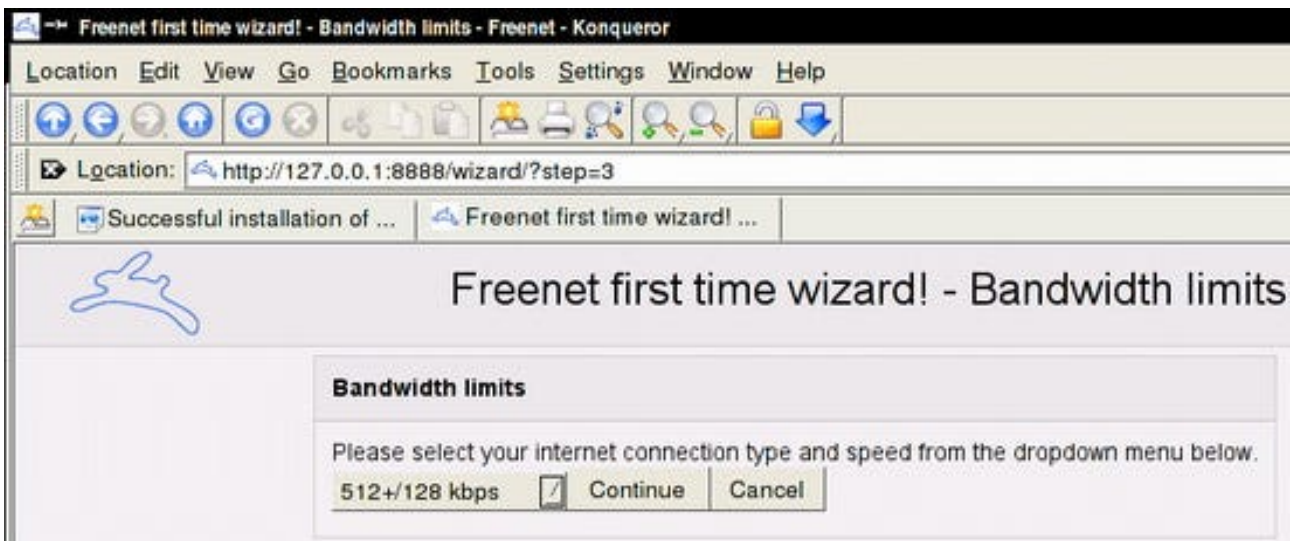 Freenet first time wizard! - Bandwidth limits - Freenet - Konqueror
Location Edit View Go Bookmarks Tools Settings Window Help
Location: http://127.0.0.1:8888/wizard/?step=3
Successful installation of ... Freenet first time wizard! ...
Freenet first time wizard! - Bandwidth limits
Bandwidth limits
Please select your internet connection type and speed from the dropdown menu below.
512+/128 kbps Continue Cancel